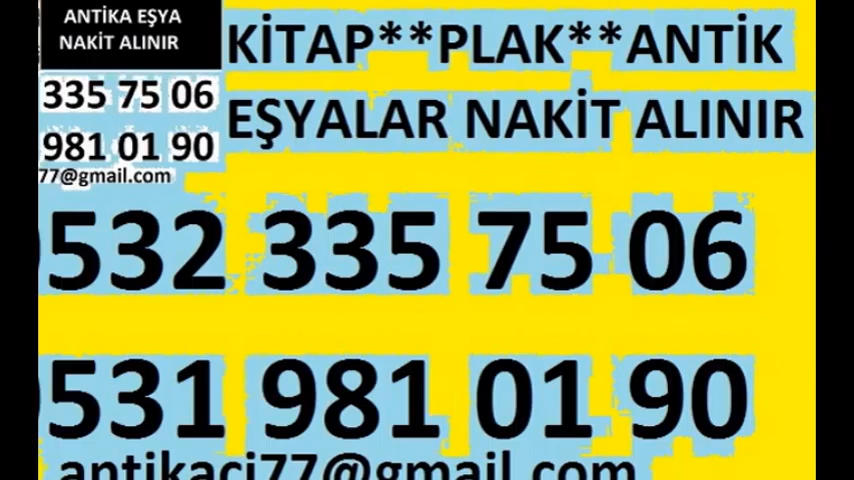 ANTİKA EŞYA
NAKİT ALINIR
335 75 06
981 01 90
77@gmail.com
KİTAP**PLAK**ANTİK
EŞYALAR NAKİT ALINIR
532 335 75 06
531 981 01 90
antikaci77@gmail.com